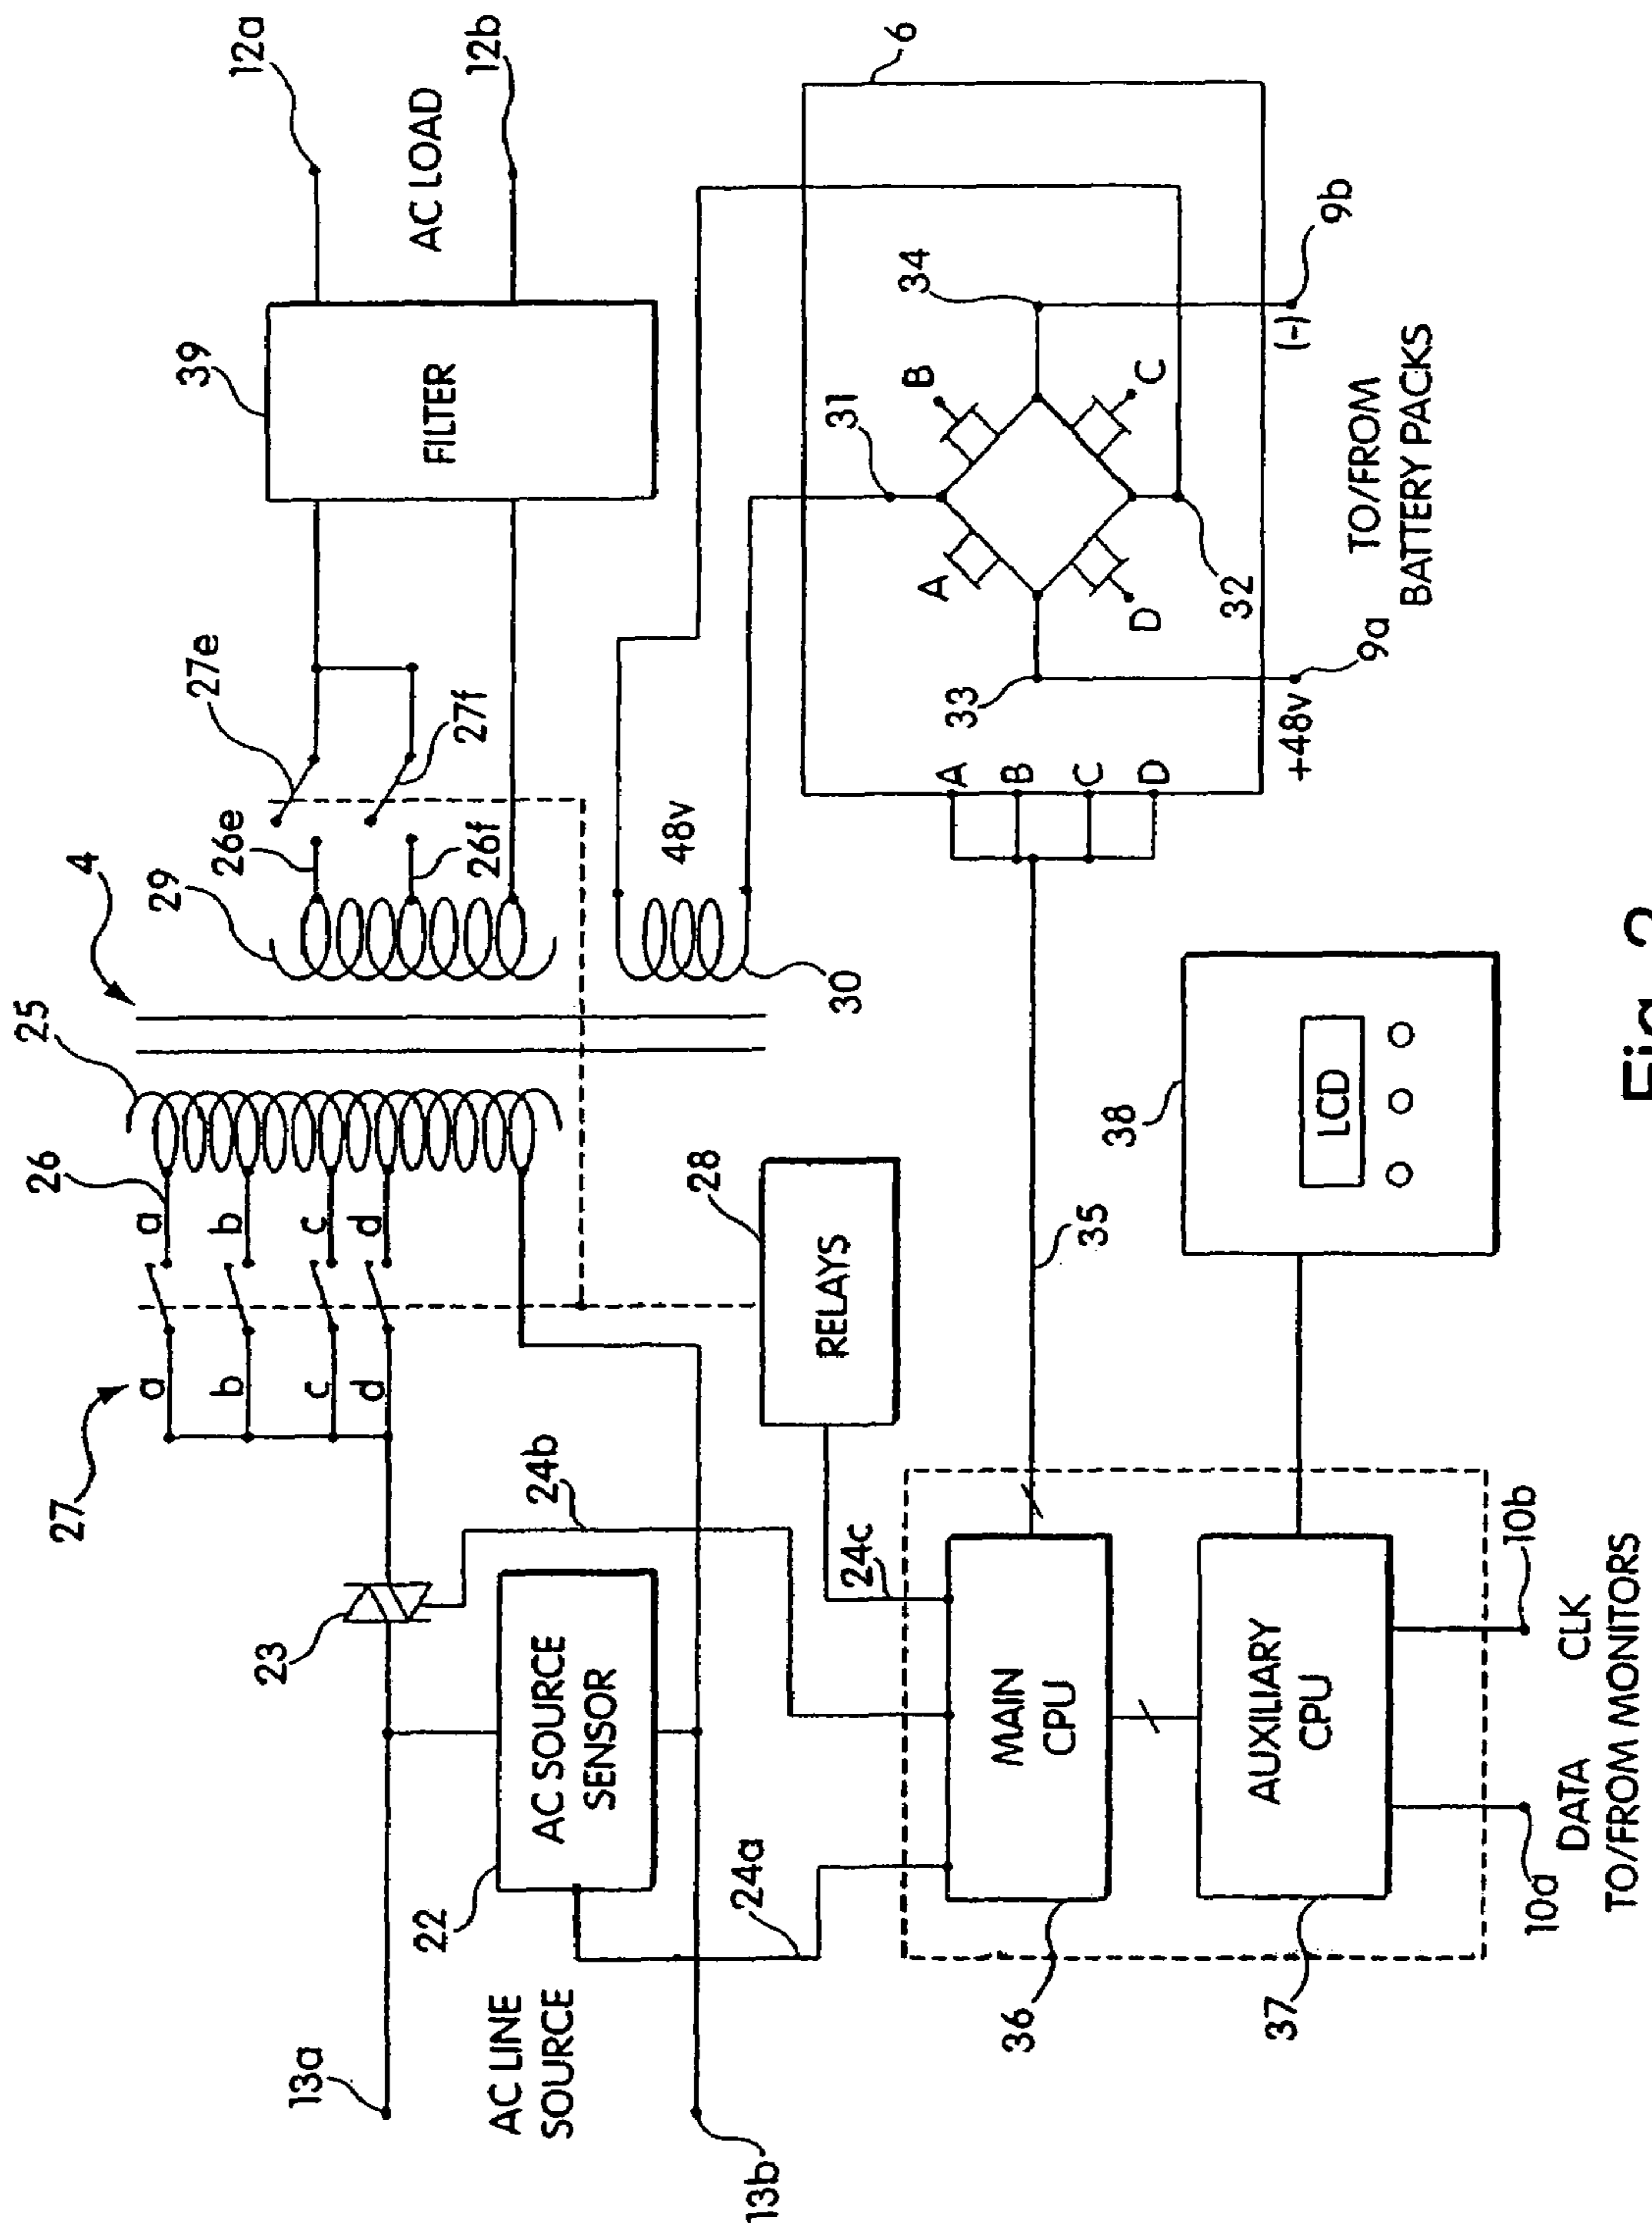 13a
AC LINE
SOURCE
13b
22
AC SOURCE
SENSOR
23
24a
24b
24c
27
a
b
c
d
26
a
b
c
d
25
4
29
26e
26f
27e
27f
39
FILTER
12a
AC LOAD
12b
28
RELAYS
30
48v
6
31
32
33
34
A
B
C
D
A
B
C
D
+48v
9a
(-)
9b
TO/FROM
BATTERY PACKS
35
36
MAIN
CPU
37
AUXILIARY
CPU
38
LCD
10a
DATA
CLK
10b
TO/FROM MONITORS